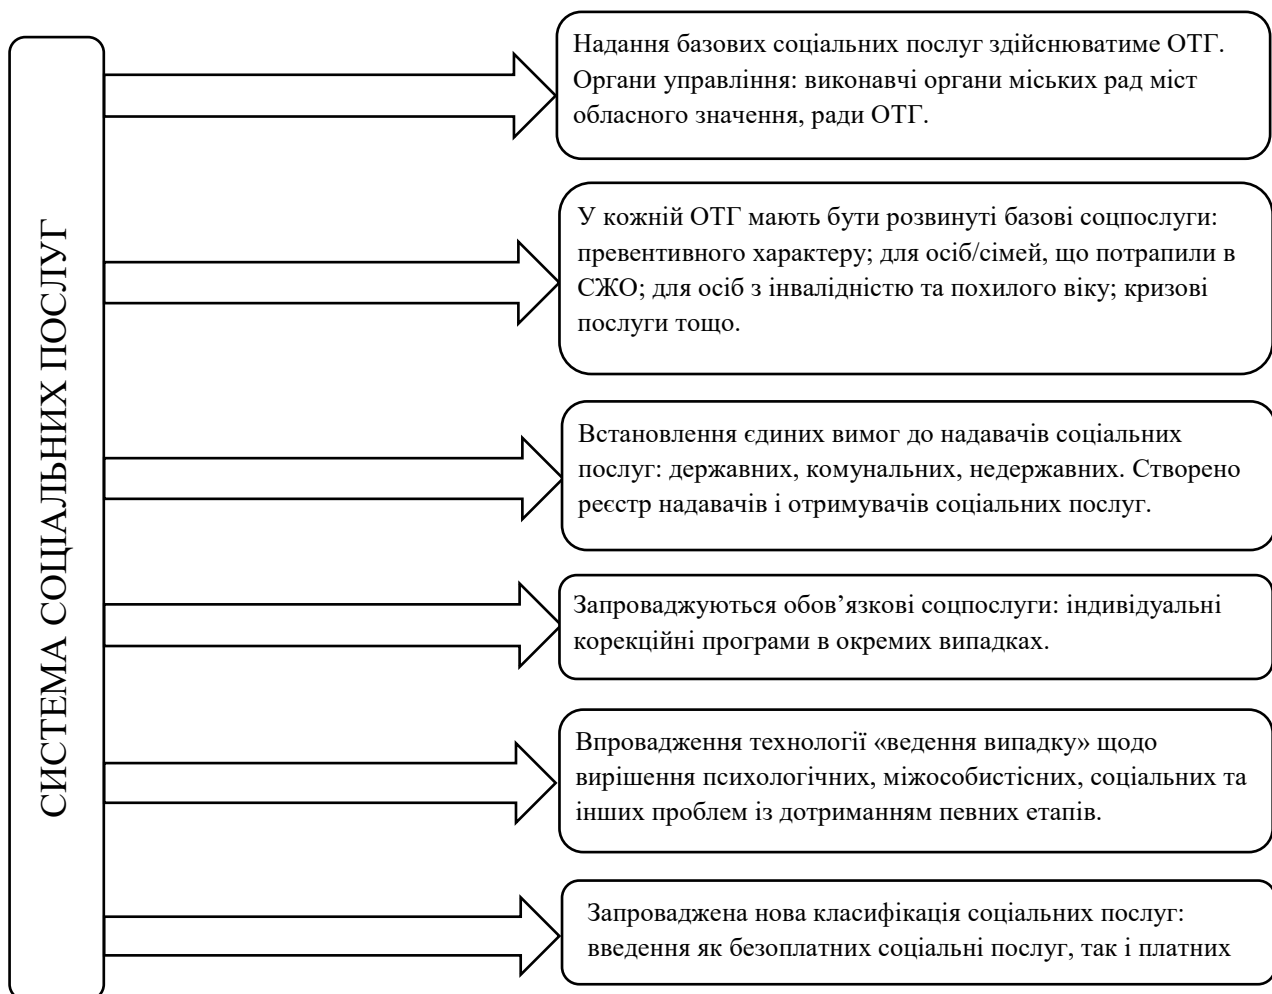 СИСТЕМА СОЦІАЛЬНИХ ПОСЛУГ
Надання базових соціальних послуг здійснюватиме ОТГ.
Органи управління: виконавчі органи міських рад міст
обласного значення, ради ОТГ.
У кожній ОТГ мають бути розвинуті базові соцпослуги:
превентивного характеру; для осіб/сімей, що потрапили в
СЖО; для осіб з інвалідністю та похилого віку; кризові
послуги тощо.
Встановлення єдиних вимог до надавачів соціальних
послуг: державних, комунальних, недержавних. Створено
реєстр надавачів і отримувачів соціальних послуг.
Запроваджуються обов’язкові соцпослуги: індивідуальні
корекційні програми в окремих випадках.
Впровадження технології «ведення випадку» щодо
вирішення психологічних, міжособистісних, соціальних та
інших проблем із дотриманням певних етапів.
Запроваджена нова класифікація соціальних послуг:
введення як безоплатних соціальні послуг, так і платних